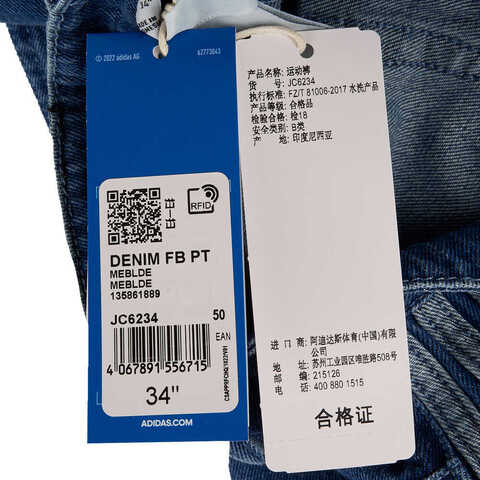 34"
© 2022 adidas AG
62773043
RFID
DENIM FB PT
MEBLDE
MEBLDE
135861889
JC6234
50
EAN
4 067891 556715
34"
ADIDAS.COM
产品名称: 运动裤
货 号: JC6234
执行标准: FZ/T 81006-2017 水洗产品
产品等级: 合格品
检验合格: 检18
安全类别: B类
产 地: 印度尼西亚
进 口 商: 阿迪达斯体育(中国)有限
公司
地址: 苏州工业园区唯胜路508号
邮编: 215126
电话: 400 880 1515
合格证